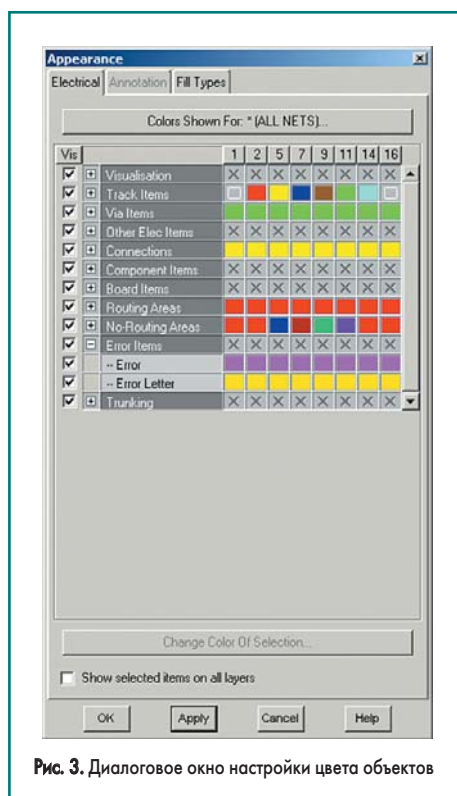 Appearance
Electrical Annotation Fill Types
Colors Shown For: * (ALL NETS)...
Vis 1 2 5 7 9 11 14 16
Visualisation
Track Items
Via Items
Other Elec Items
Connections
Component Items
Board Items
Routing Areas
No-Routing Areas
Error Items
-- Error
-- Error Letter
Trunking
Change Color Of Selection...
Show selected items on all layers
OK Apply Cancel Help
Рис. 3. Диалоговое окно настройки цвета объектов